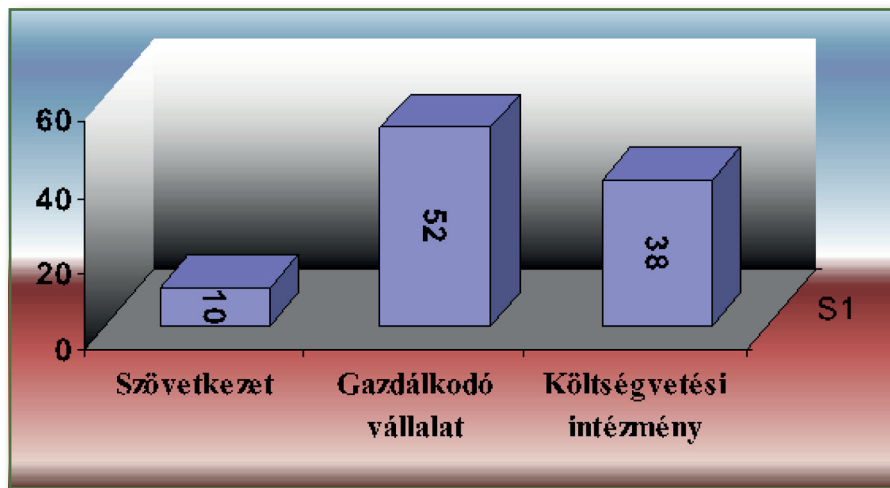 60
40
20
0
10
52
38
S1
Szövetkezet
Gazdálkodó
vállalat
Költségvetési
intézmény